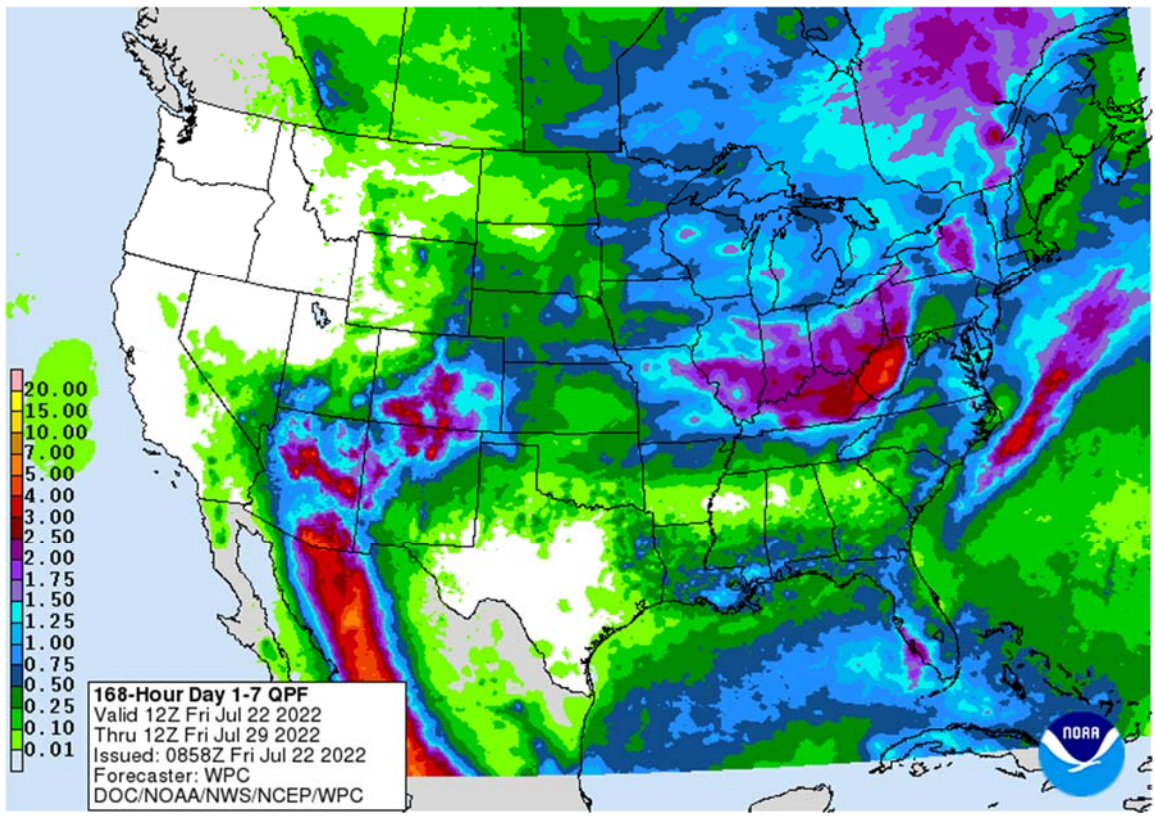 20.00
15.00
10.00
7.00
5.00
4.00
3.00
2.50
2.00
1.75
1.50
1.25
1.00
0.75
0.50
0.25
0.10
0.01
168-Hour Day 1-7 QPF
Valid 12Z Fri Jul 22 2022
Thru 12Z Fri Jul 29 2022
Issued: 0858Z Fri Jul 22 2022
Forecaster: WPC
DOC/NOAA/NWS/NCEP/WPC
NOAA